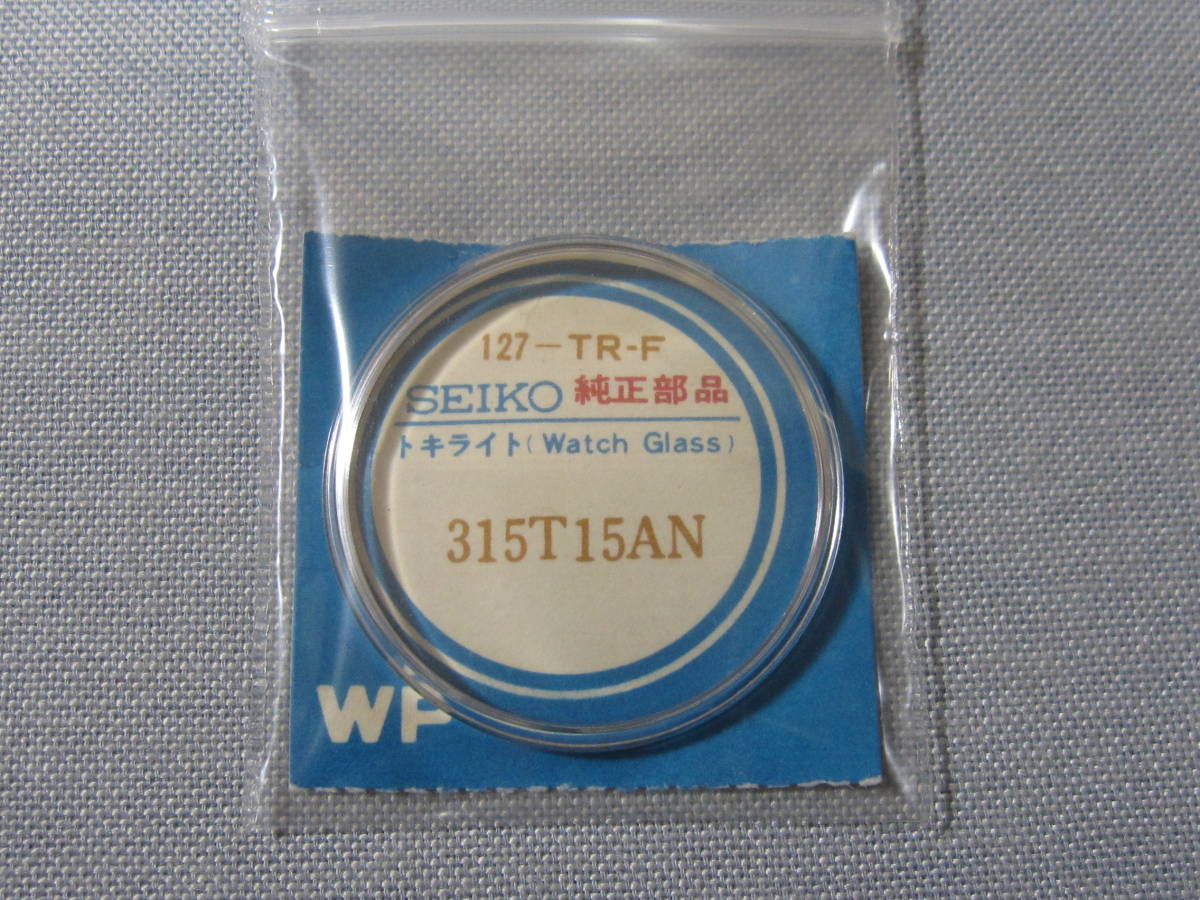 127-TR-F
SEIKO 純正部品
トキライト(Watch Glass)
315T15AN
WP